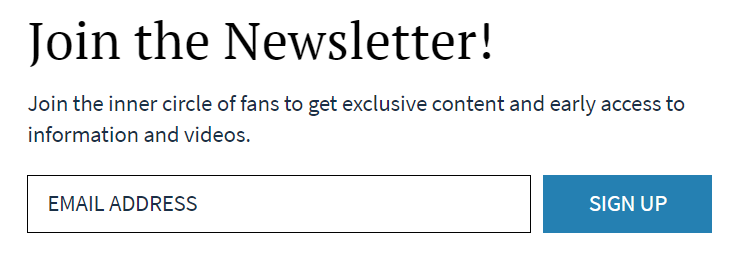 Join the Newsletter!
Join the inner circle of fans to get exclusive content and early access to
information and videos.
EMAIL ADDRESS
SIGN UP